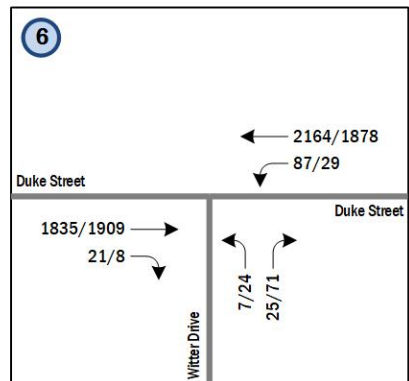 6
2164/1878
87/29
Duke Street
Duke Street
1835/1909
21/8
7/24
25/71
Witter Drive